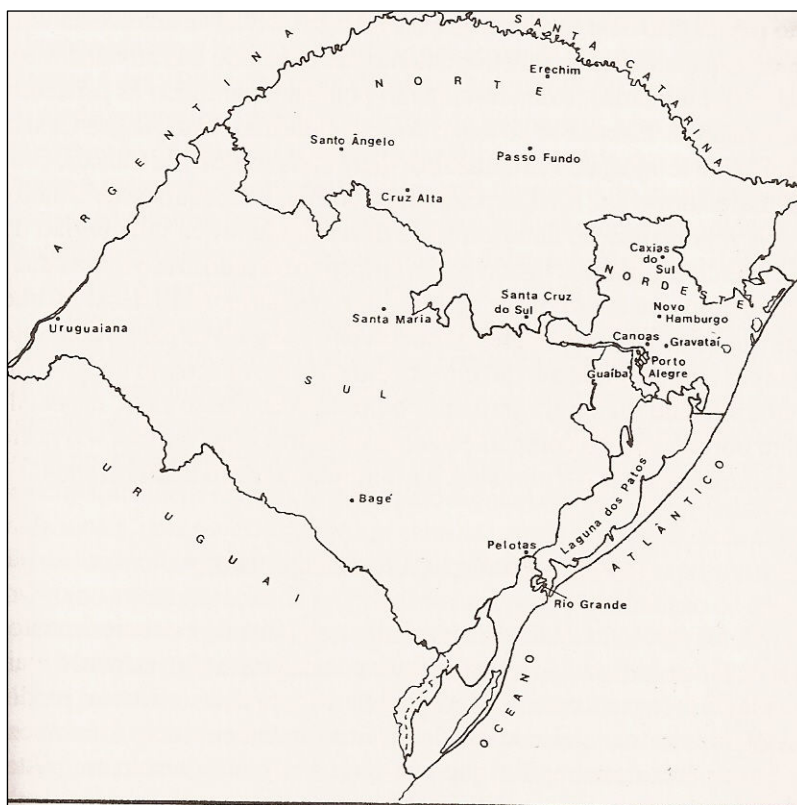 SANTA CATARINA
ARGENTINA
Erechim
NORTE
Santo Ângelo
Passo Fundo
Cruz Alta
Caxias
do
Sul
NORDESTE
Santa Cruz
do Sul
Novo
Hamburgo
Uruguaiana
Santa Maria
Canoas
Gravataí
Porto
Alegre
Guaíba
SUL
Laguna dos Patos
URUGUAI
Bagé
ATLÂNTICO
Pelotas
Rio Grande
OCEANO